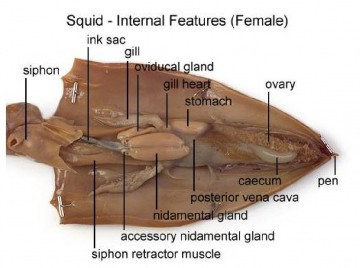 Squid - Internal Features (Female)
ink sac
gill
siphon
oviducal gland
gill heart
ovary
stomach
caecum
pen
posterior vena cava
nidamental gland
accessory nidamental gland
siphon retractor muscle